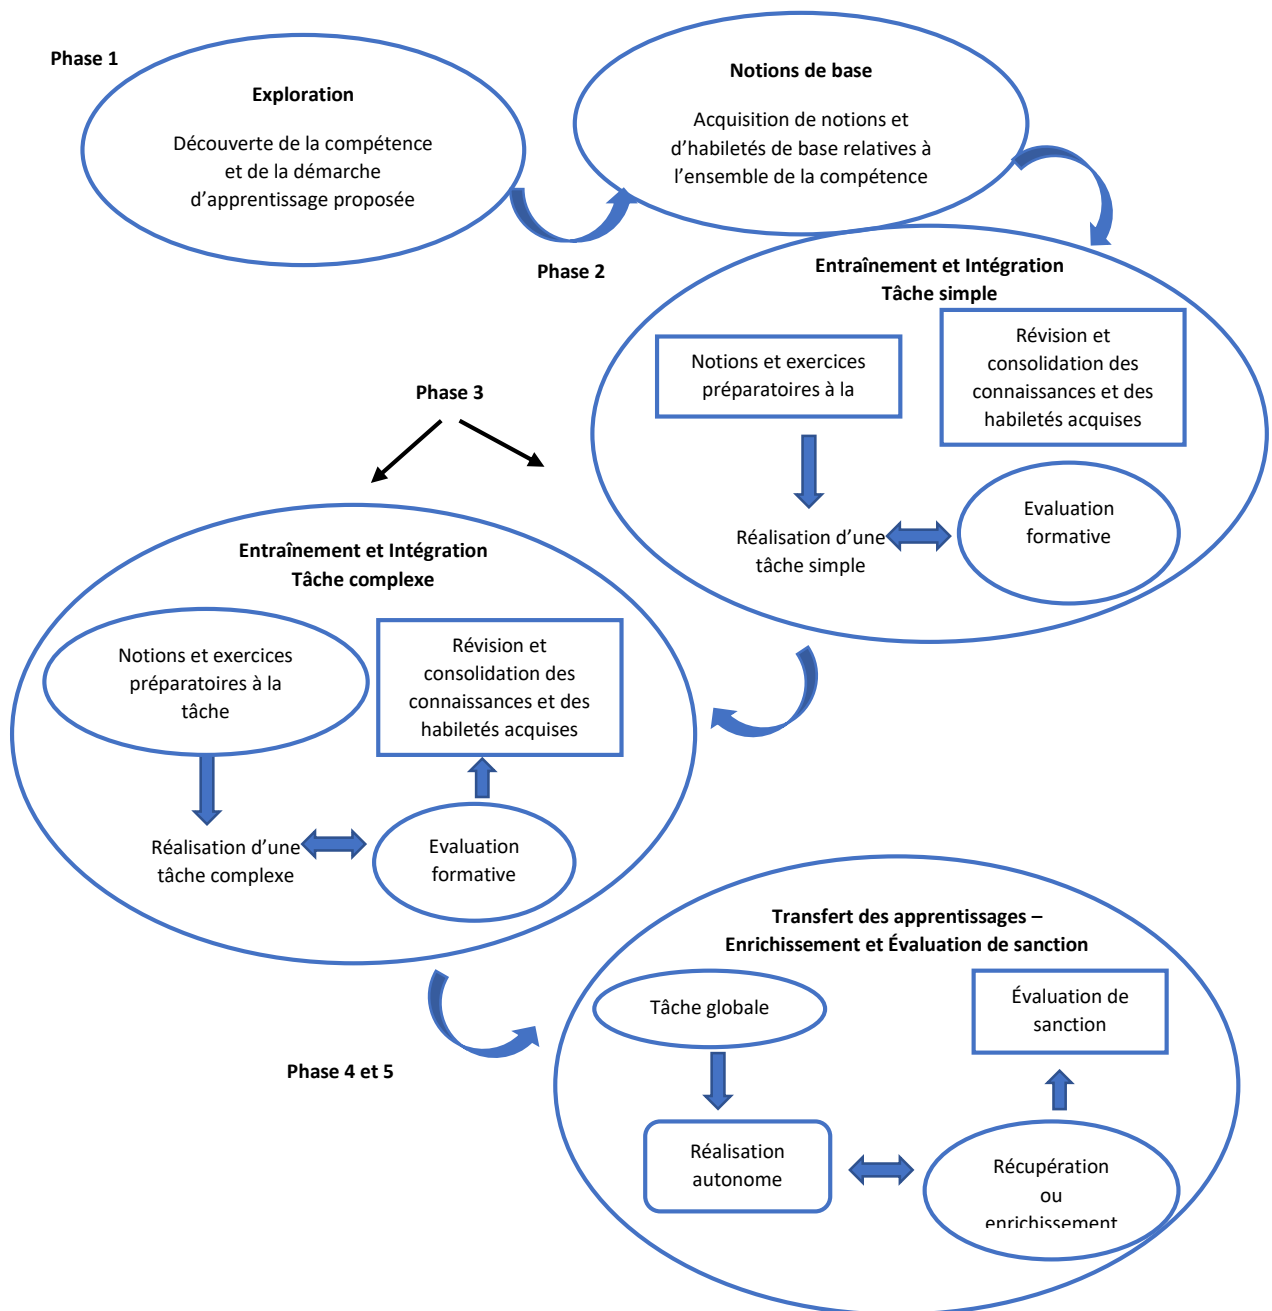 Phase 1
Exploration
Découverte de la compétence
et de la démarche
d'apprentissage proposée
Notions de base
Acquisition de notions et
d'habiletés de base relatives à
l'ensemble de la compétence
Phase 2
Entraînement et Intégration
Tâche simple
Notions et exercices
préparatoires à la
Révision et
consolidation des
connaissances et des
habiletés acquises
Réalisation d'une
tâche simple
Evaluation
formative
Phase 3
Entraînement et Intégration
Tâche complexe
Notions et exercices
préparatoires à la
tâche
Révision et
consolidation des
connaissances et des
habiletés acquises
Réalisation d'une
tâche complexe
Evaluation
formative
Phase 4 et 5
Transfert des apprentissages –
Enrichissement et Évaluation de sanction
Tâche globale
Évaluation de
sanction
Réalisation
autonome
Récupération
ou
enrichissement